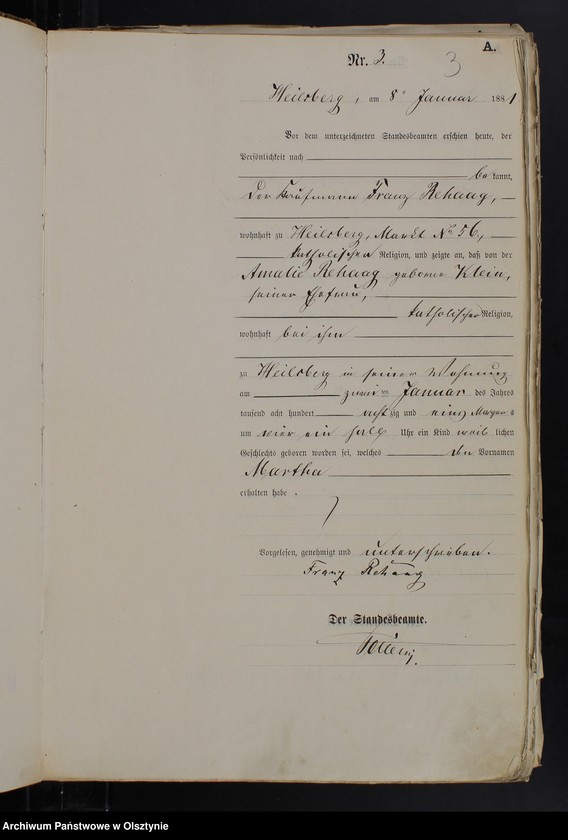 A.
Nr. 3.
3
Heilsberg, am 8 Januar 1881
Vor dem unterzeichneten Standesbeamten erschien heute, der
Persönlichkeit nach
bekannt,
der Kaufmann Franz Rehaag,
wohnhaft zu Heilsberg, Markt No 56,
katholischer Religion, und zeigte an, daß von der
Amalie Rehaag geborne Klein,
seiner Ehefrau,
katholischer Religion,
wohnhaft bei ihm
zu Heilsberg in seiner Wohnung
am zweiten Januar des Jahres
tausend acht hundert achtzig und eins Morgens
um vier ein halb Uhr ein Kind weiblichen
Geschlechts geboren worden sei, welches den Vornamen
Martha
erhalten habe.
Vorgelesen, genehmigt und unterschrieben.
Franz Rehaag
Der Standesbeamte.
Archiwum Państwowe w Olsztynie